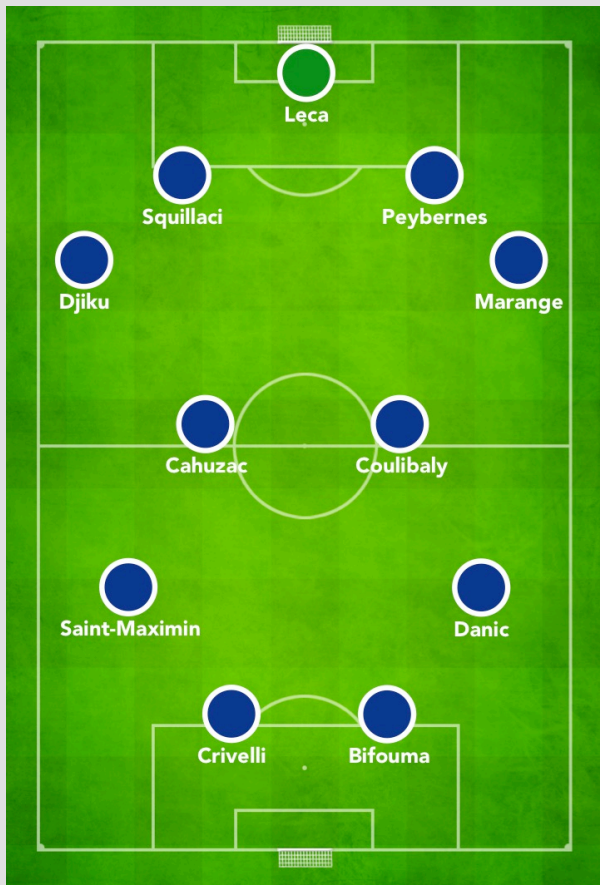 Leca
Squillaci
Peybernes
Djiku
Marange
Cahuzac
Coulibaly
Saint-Maximin
Danic
Crivelli
Bifouma